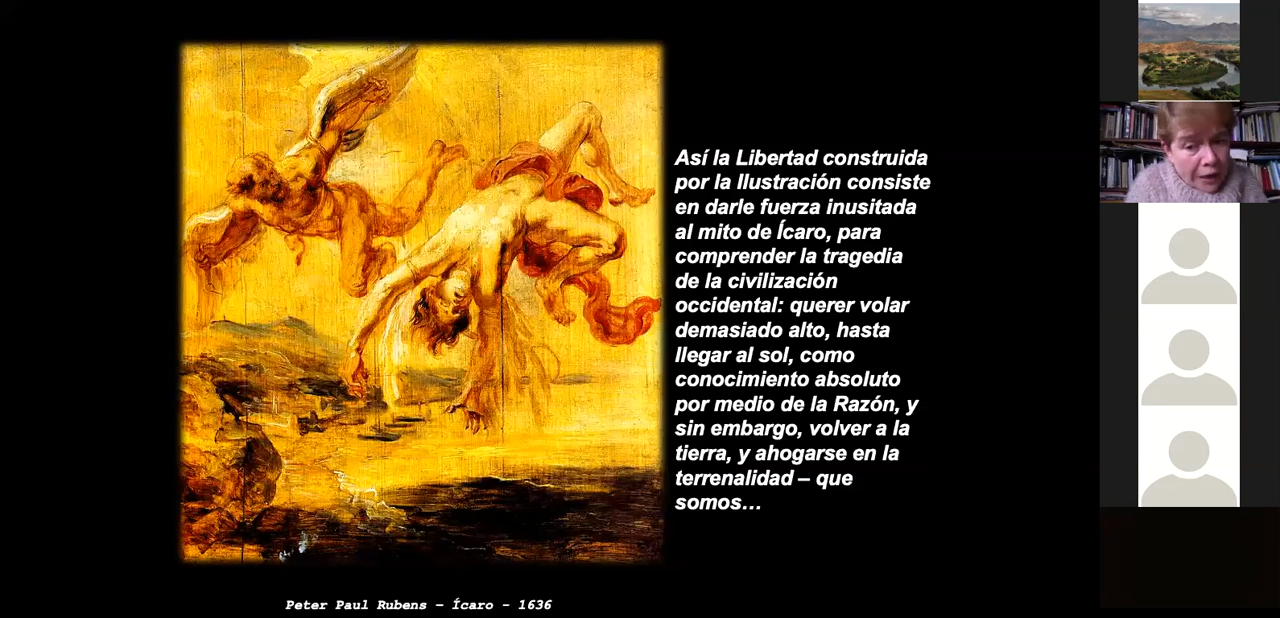 Así la Libertad construida
por la Ilustración consiste
en darle fuerza inusitada
al mito de Ícaro, para
comprender la tragedia
de la civilización
occidental: querer volar
demasiado alto, hasta
llegar al sol, como
conocimiento absoluto
por medio de la Razón, y
sin embargo, volver a la
tierra, y ahogarse en la
terrenalidad – que
somos...
Peter Paul Rubens – Ícaro - 1636